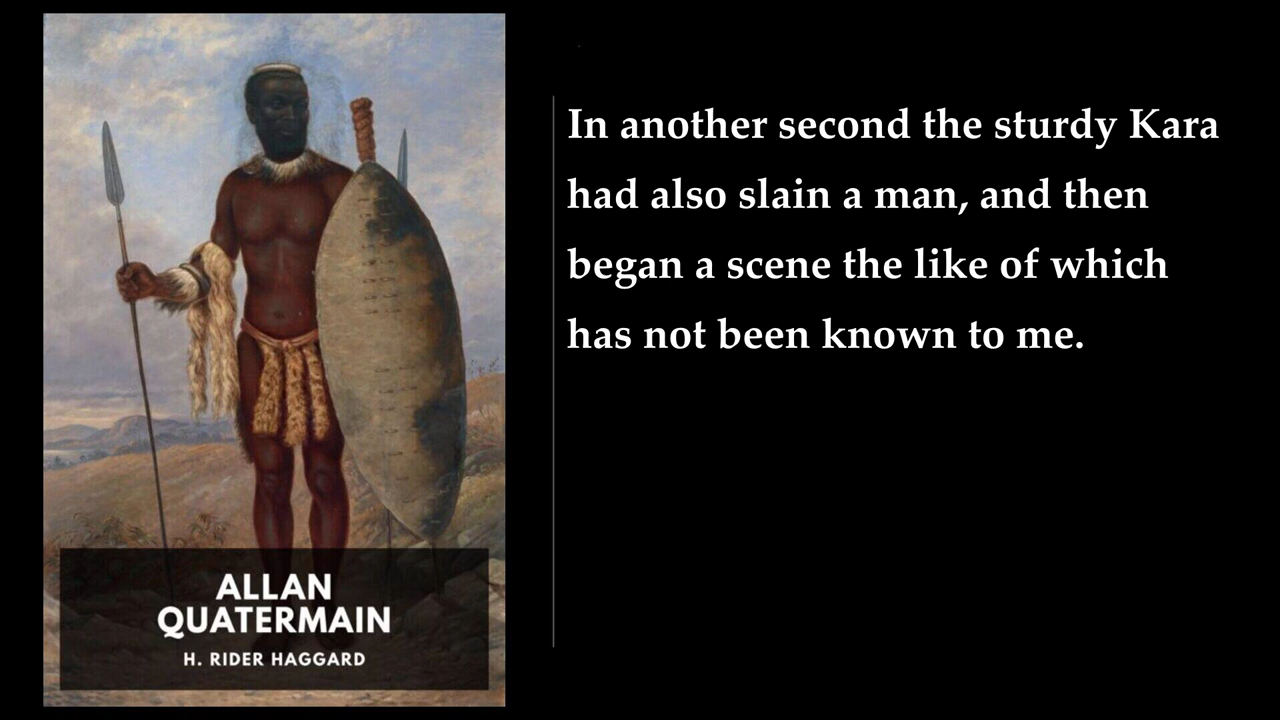 In another second the sturdy Kara
had also slain a man, and then
began a scene the like of which
has not been known to me.
ALLAN
QUATERMAIN
H. RIDER HAGGARD